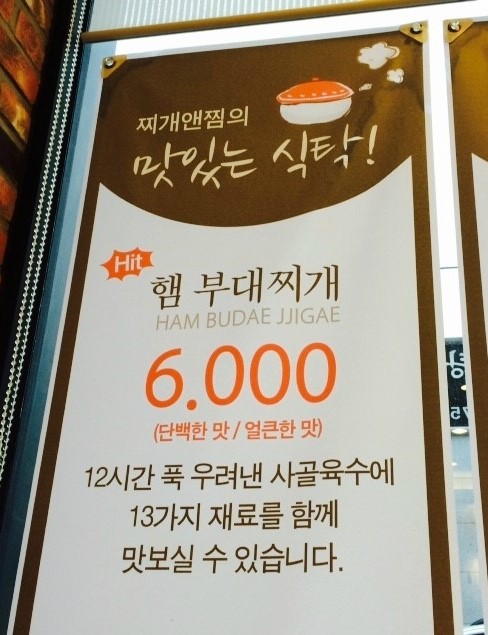 찌개앤찜의
맛있는 식탁!
Hit
햄 부대찌개
HAM BUDAE JJIGAE
6.000
(단백한 맛 / 얼큰한 맛)
12시간 푹 우려낸 사골육수에
13가지 재료를 함께
맛보실 수 있습니다.